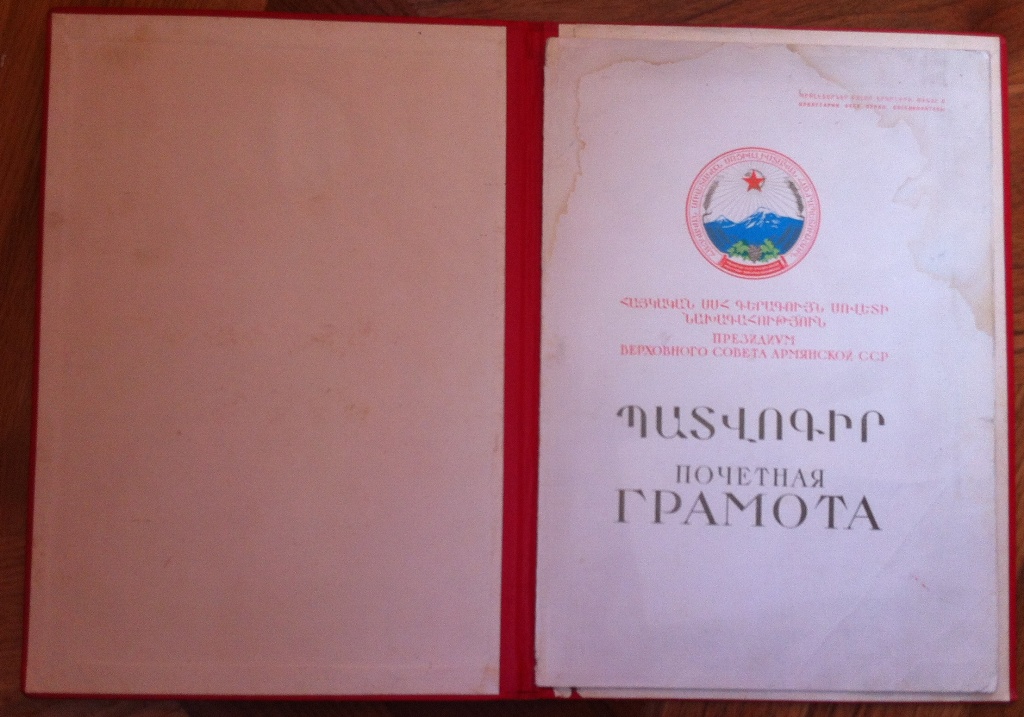 ՀԱՅԿԱԿԱՆ ՍՍՀ ԳԵՐԱԳՈՒՅՆ ՍՈՎԵՏԻ
ՆԱԽԱԳԱՀՈՒԹՅՈՒՆ
ПРЕЗИДИУМ
ВЕРХОВНОГО СОВЕТА АРМЯНСКОЙ ССР
ՊԱՏՎՈԳԻՐ
ПОЧЕТНАЯ
ГРАМОТА